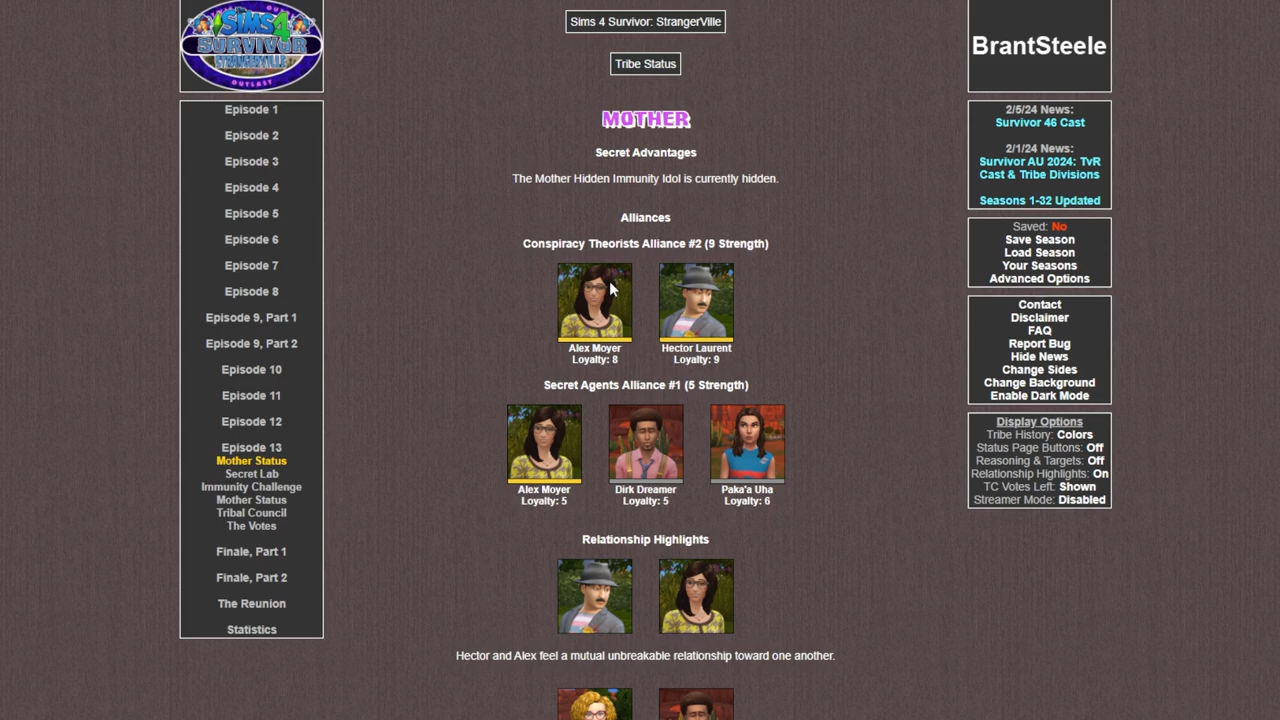 SIMS 4
SURVIVOR
STRANGERVILLE
OUTLAST
Episode 1
Episode 2
Episode 3
Episode 4
Episode 5
Episode 6
Episode 7
Episode 8
Episode 9, Part 1
Episode 9, Part 2
Episode 10
Episode 11
Episode 12
Episode 13
Mother Status
Secret Lab
Immunity Challenge
Mother Status
Tribal Council
The Votes
Finale, Part 1
Finale, Part 2
The Reunion
Statistics
Sims 4 Survivor: StrangerVille
Tribe Status
MOTHER
Secret Advantages
The Mother Hidden Immunity Idol is currently hidden.
Alliances
Conspiracy Theorists Alliance #2 (9 Strength)
Alex Moyer Hector Laurent
Loyalty: 8 Loyalty: 9
Secret Agents Alliance #1 (5 Strength)
Alex Moyer Dirk Dreamer Paka'a Uha
Loyalty: 5 Loyalty: 5 Loyalty: 6
Relationship Highlights
Hector and Alex feel a mutual unbreakable relationship toward one another.
BrantSteele
2/5/24 News:
Survivor 46 Cast
2/1/24 News:
Survivor AU 2024: TvR
Cast & Tribe Divisions
Seasons 1-32 Updated
Saved: No
Save Season
Load Season
Your Seasons
Advanced Options
Contact
Disclaimer
FAQ
Report Bug
Hide News
Change Sides
Change Background
Enable Dark Mode
Display Options
Tribe History: Colors
Status Page Buttons: Off
Reasoning & Targets: Off
Relationship Highlights: On
TC Votes Left: Shown
Streamer Mode: Disabled